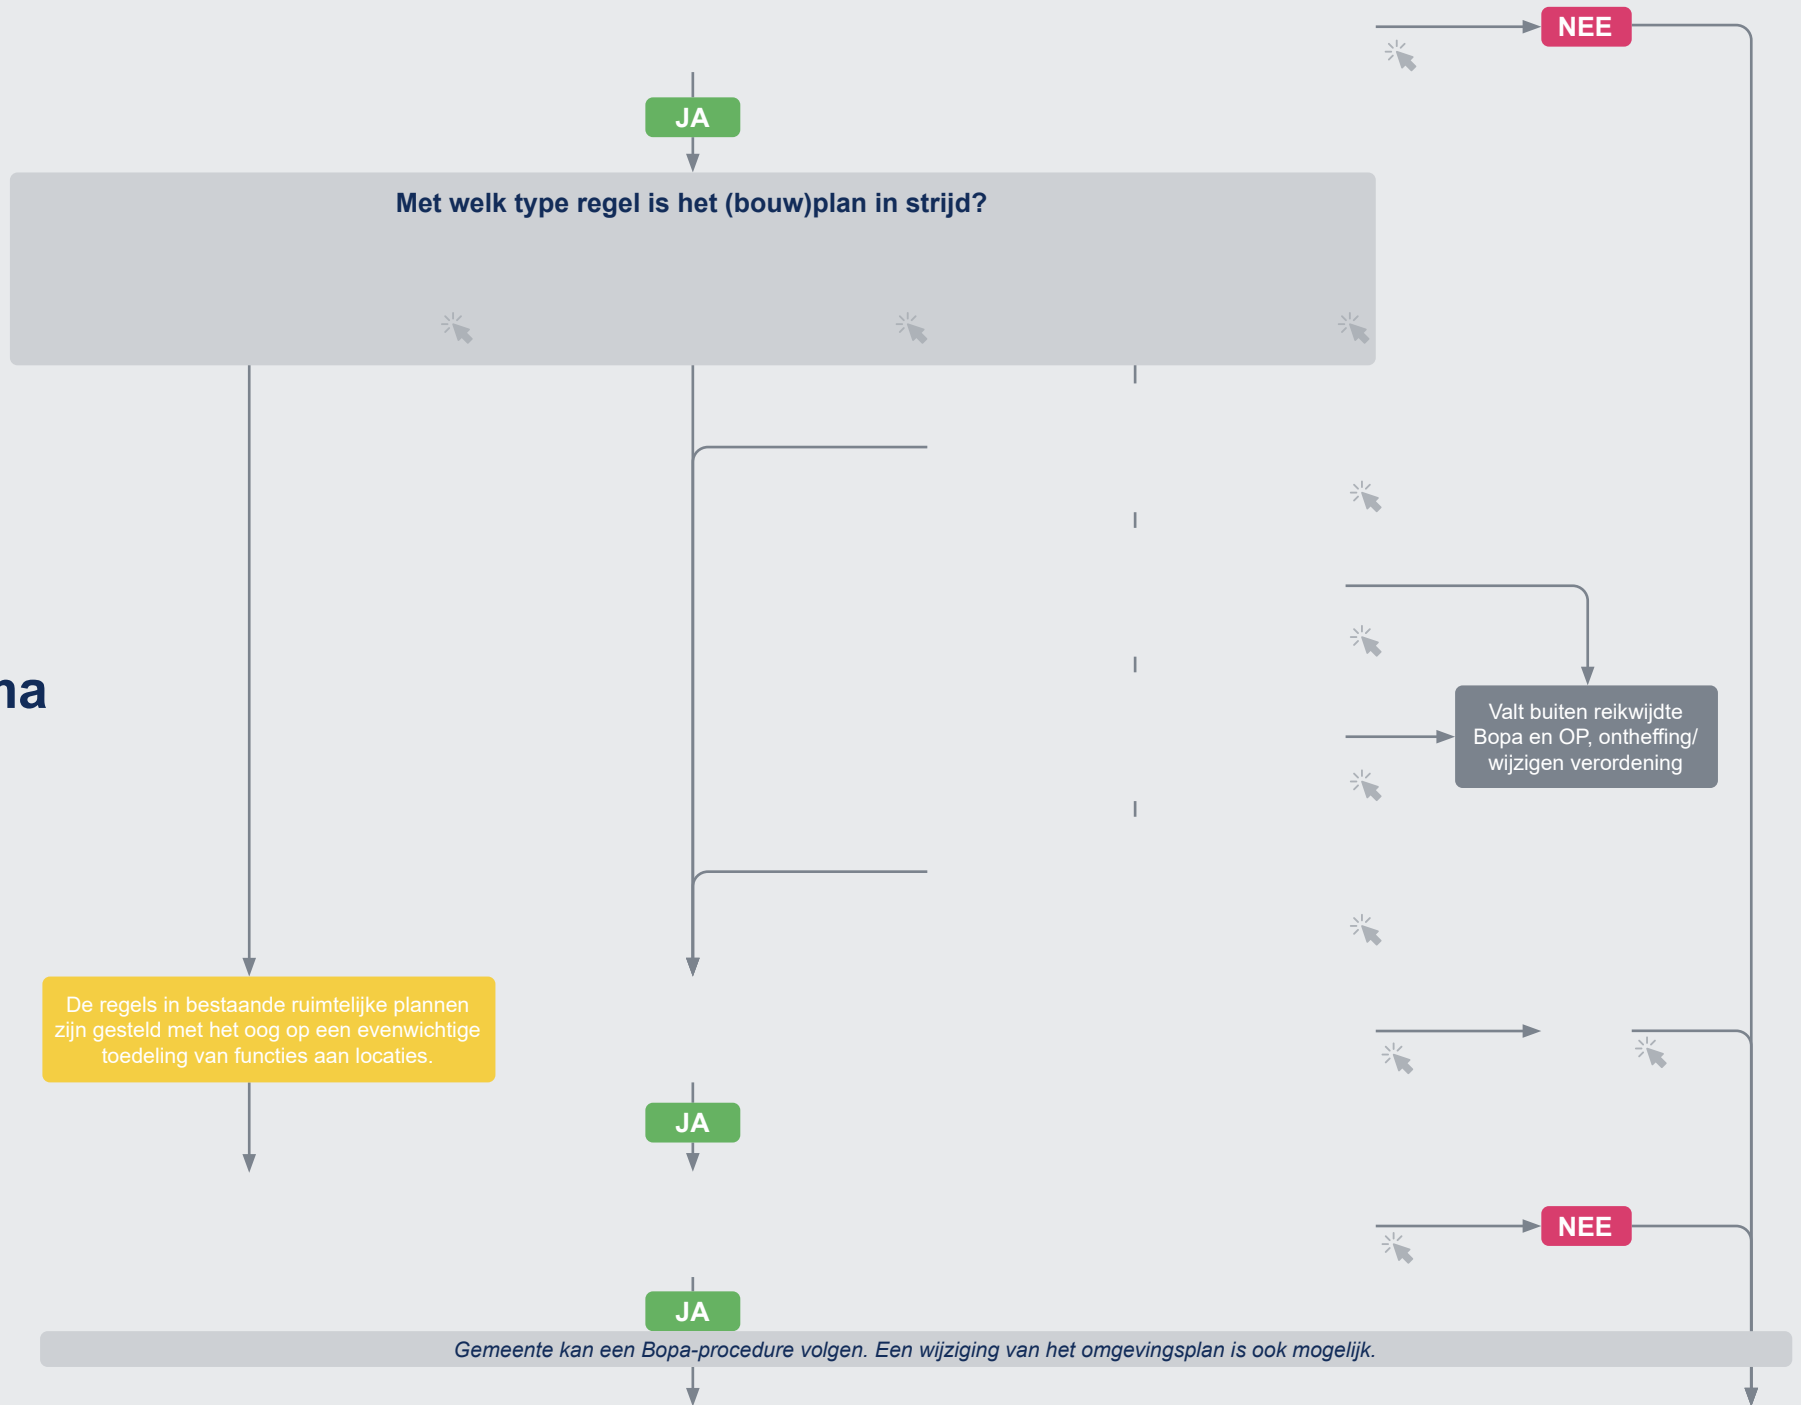 NEE
JA
Met welk type regel is het (bouw)plan in strijd?
Valt buiten reikwijdte
Bopa en OP, ontheffing/
wijzigen verordening
De regels in bestaande ruimtelijke plannen
zijn gesteld met het oog op een evenwichtige
toedeling van functies aan locaties.
JA
NEE
JA
Gemeente kan een Bopa-procedure volgen. Een wijziging van het omgevingsplan is ook mogelijk.